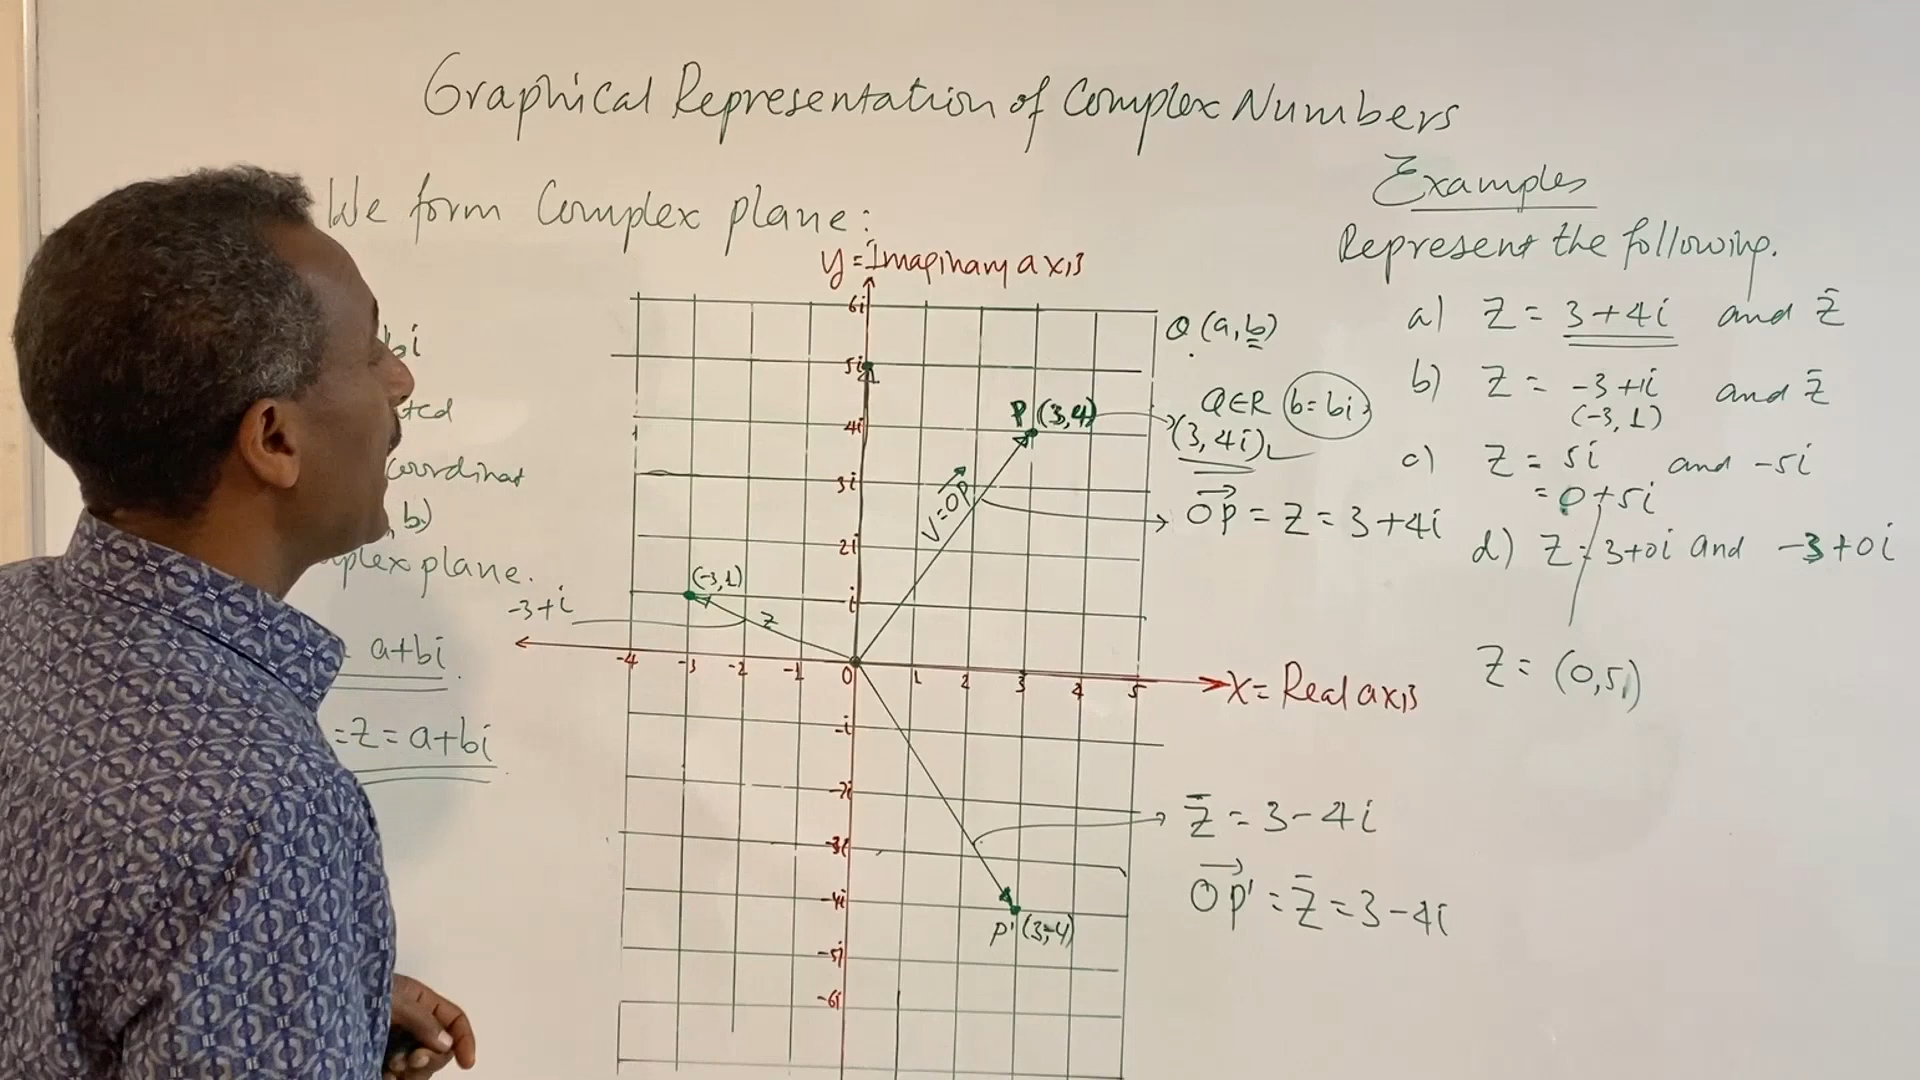 Graphical Representation of Complex Numbers
We form Complex plane:
bi
Coordinat
, b)
plex plane.
a+bi
=Z=a+bi
y=Imaginary axis
6i
5i
4i
3i
2i
i
-4 -3 -2 -1 0 1 2 3 4 5
X= Real axis
-i
-2i
-3i
-4i
-5i
-6i
P (3,4)
V=OP
(-3,1)
Z
-3+i
P' (3,-4)
(a,b)
∈R b=bi
(3,4i)
OP = Z = 3+4i
Z̄ = 3-4i
OP' = Z̄ = 3-4i
Examples
Represent the following.
a) Z = 3+4i and Z̄
b) Z = -3+i and Z̄
(-3,1)
c) Z = 5i and -5i
= 0+5i
d) Z = 3+0i and -3+0i
Z = (0,5)